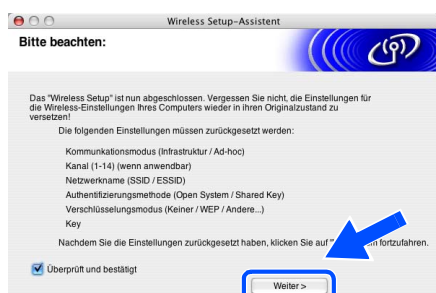 Wireless Setup-Assistent
Bitte beachten:
Das "Wireless Setup" ist nun abgeschlossen. Vergessen Sie nicht, die Einstellungen für
die Wireless-Einstellungen Ihres Computers wieder in ihren Originalzustand zu
versetzen!
Die folgenden Einstellungen müssen zurückgesetzt werden:
Kommunkationsmodus (Infrastruktur / Ad-hoc)
Kanal (1-14) (wenn anwendbar)
Netzwerkname (SSID / ESSID)
Authentifizierungsmethode (Open System / Shared Key)
Verschlüsselungsmodus (Keiner / WEP / Andere...)
Key
Nachdem Sie die Einstellungen zurückgesetzt haben, klicken Sie auf " fortzufahren.
Überprüft und bestätigt
Weiter >